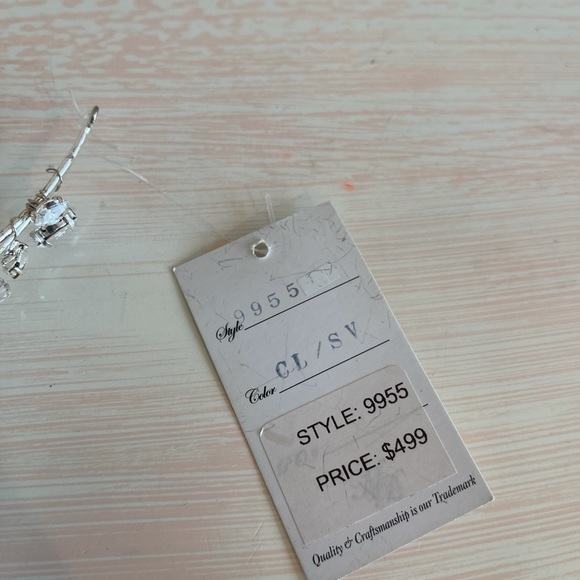 Style 9955
Color CL/SV
STYLE: 9955
PRICE: $499
Quality & Craftsmanship is our Trademark